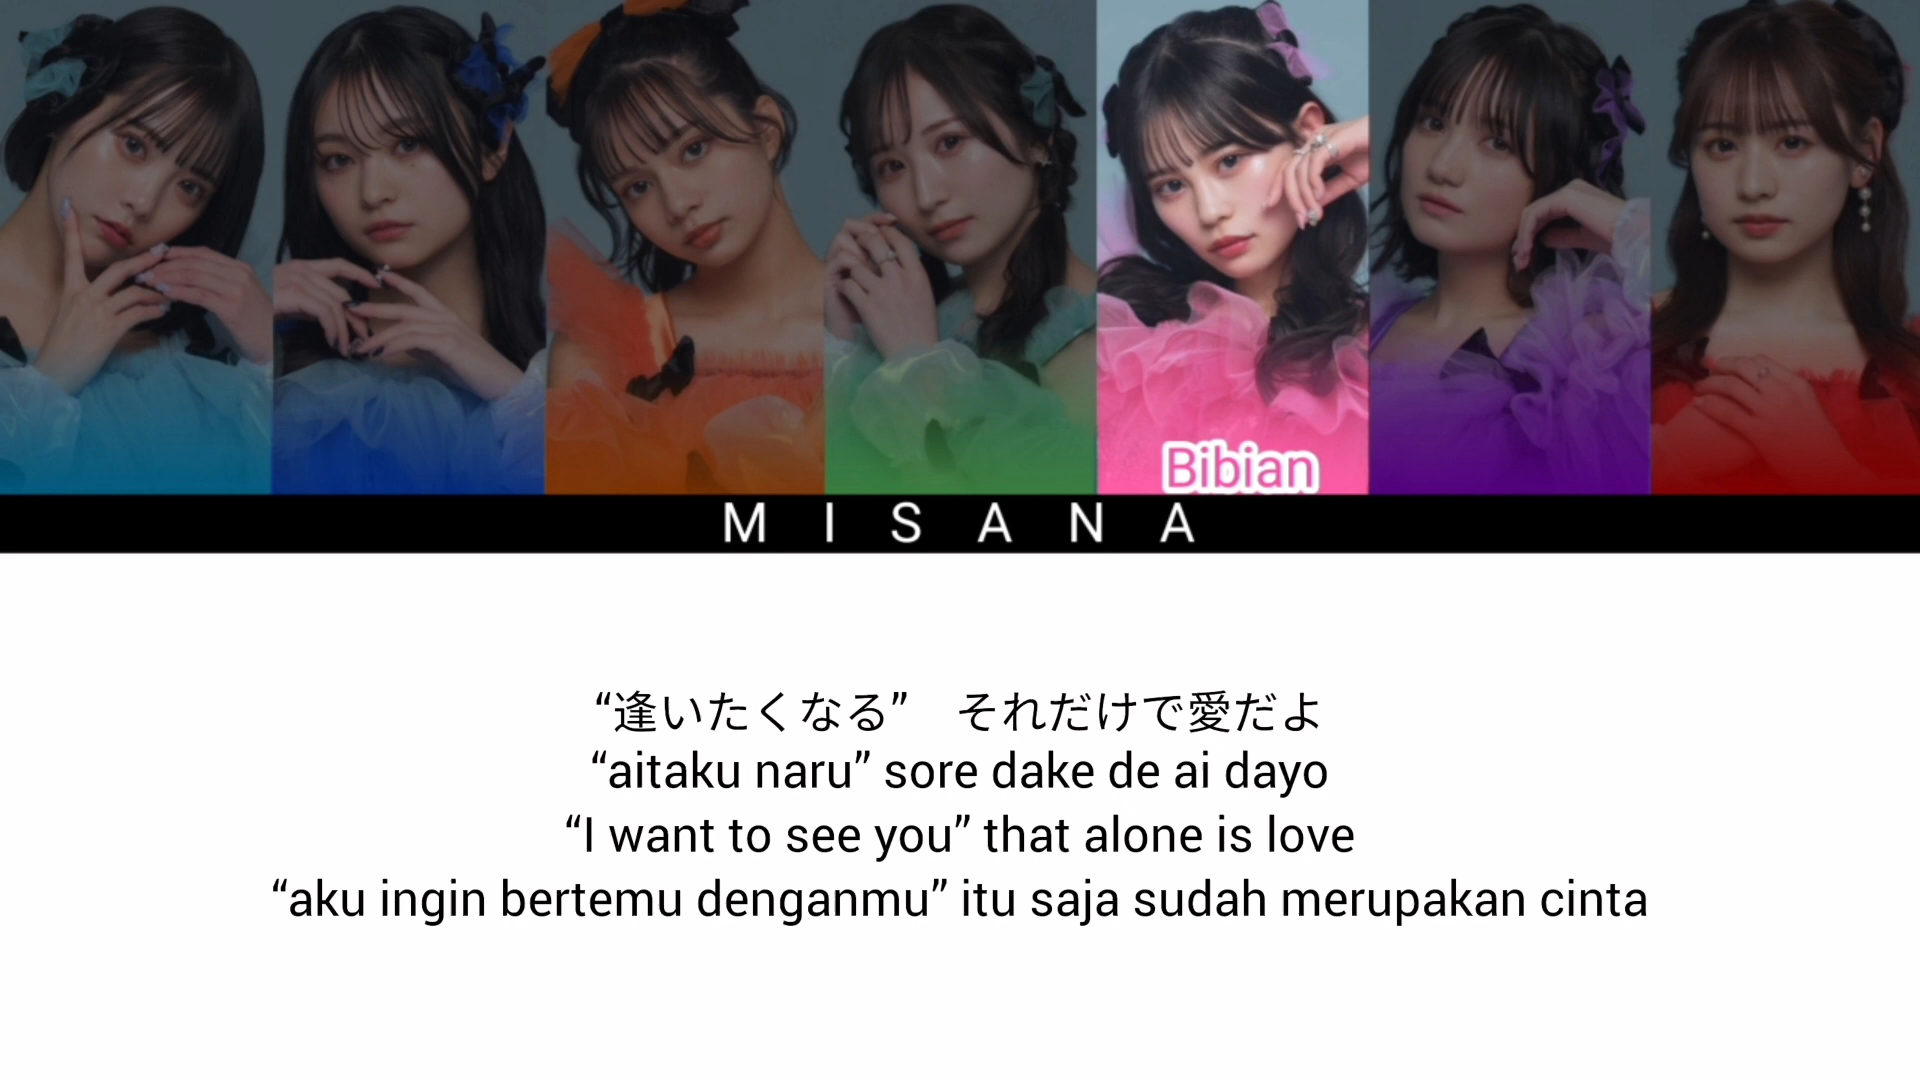 Bibian
MISANA
“逢いたくなる”　それだけで愛だよ
“aitaku naru” sore dake de ai dayo
“I want to see you” that alone is love
“aku ingin bertemu denganmu” itu saja sudah merupakan cinta